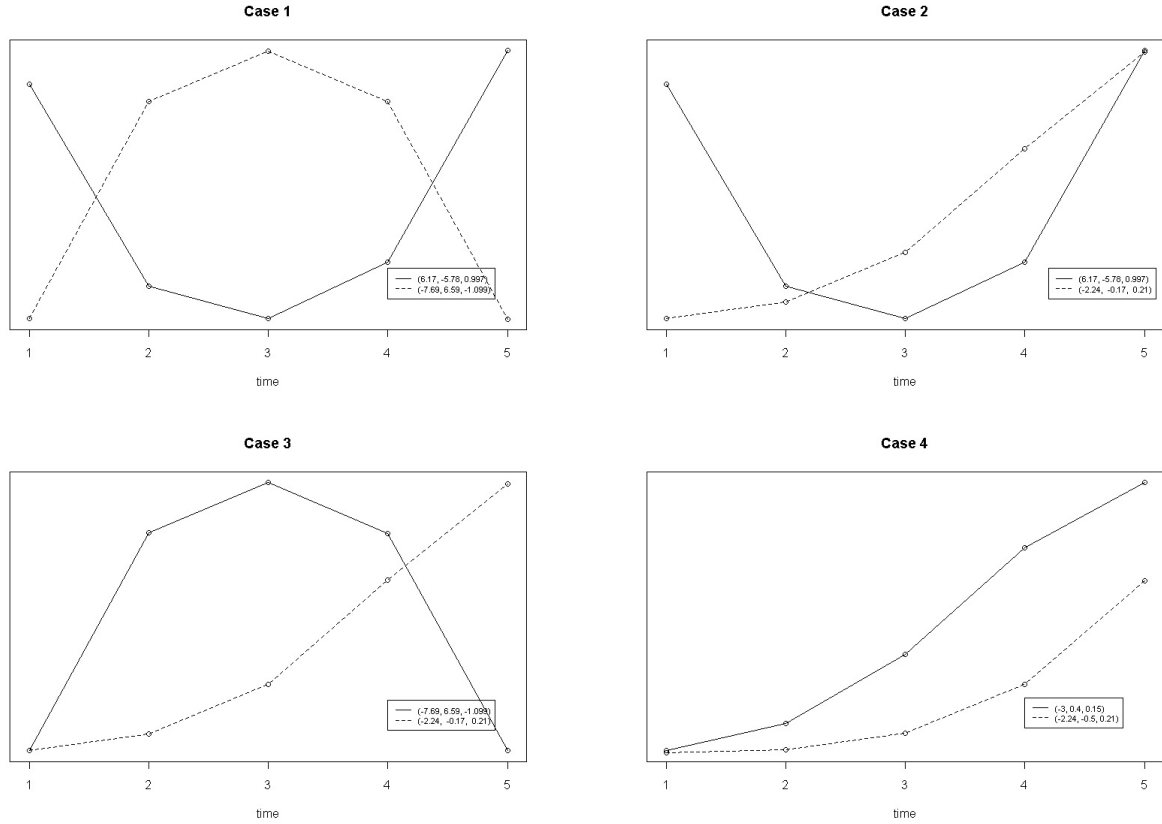 Case 1
(6.17, -5.78, 0.997)
(-7.69, 6.59, -1.099)
1 2 3 4 5
time
Case 2
(6.17, -5.78, 0.997)
(-2.24, -0.17, 0.21)
1 2 3 4 5
time
Case 3
(-7.69, 6.59, -1.099)
(-2.24, -0.17, 0.21)
1 2 3 4 5
time
Case 4
(-3, 0.4, 0.15)
(-2.24, -0.5, 0.21)
1 2 3 4 5
time